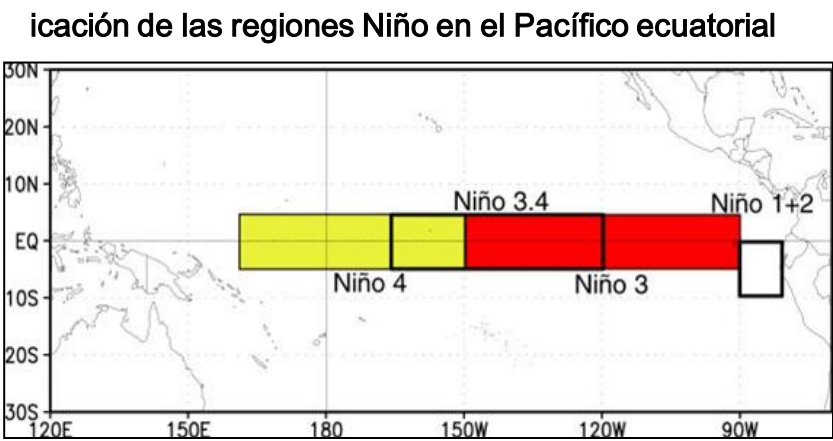 icación de las regiones Niño en el Pacífico ecuatorial
30N
20N
10N
Niño 3.4
Niño 1+2
EQ
Niño 4
Niño 3
10S
20S
30S
120E 150E 180 150W 120W 90W